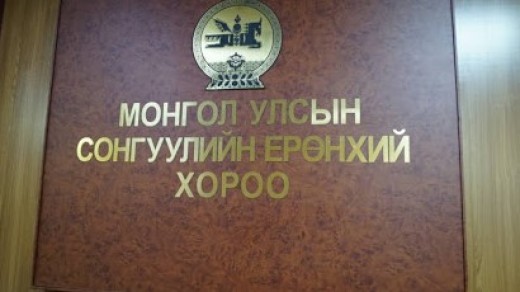 МОНГОЛ УЛСЫН
СОНГУУЛИЙН ЕРӨНХИЙ
ХОРОО